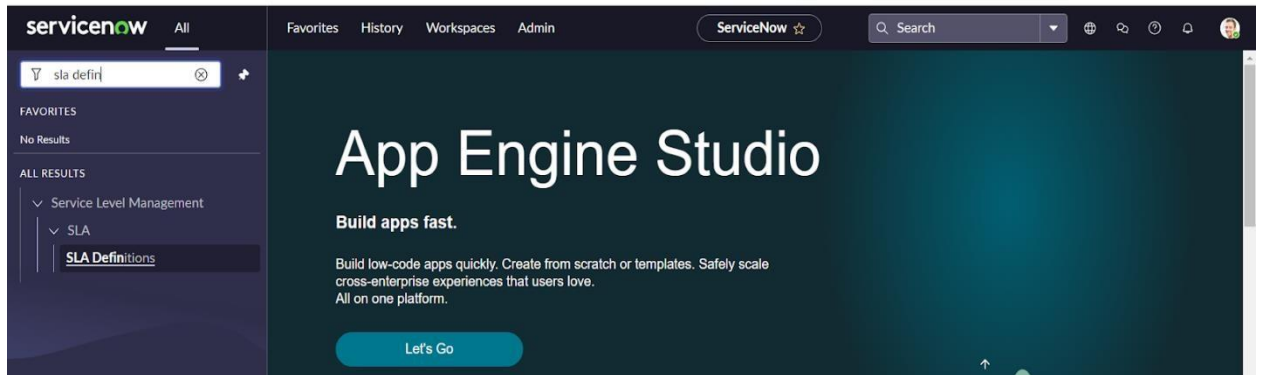 servicenow All Favorites History Workspaces Admin ServiceNow Search
sla defin
FAVORITES
No Results
ALL RESULTS
Service Level Management
SLA
SLA Definitions
App Engine Studio
Build apps fast.
Build low-code apps quickly. Create from scratch or templates. Safely scale
cross-enterprise experiences that users love.
All on one platform.
Let's Go